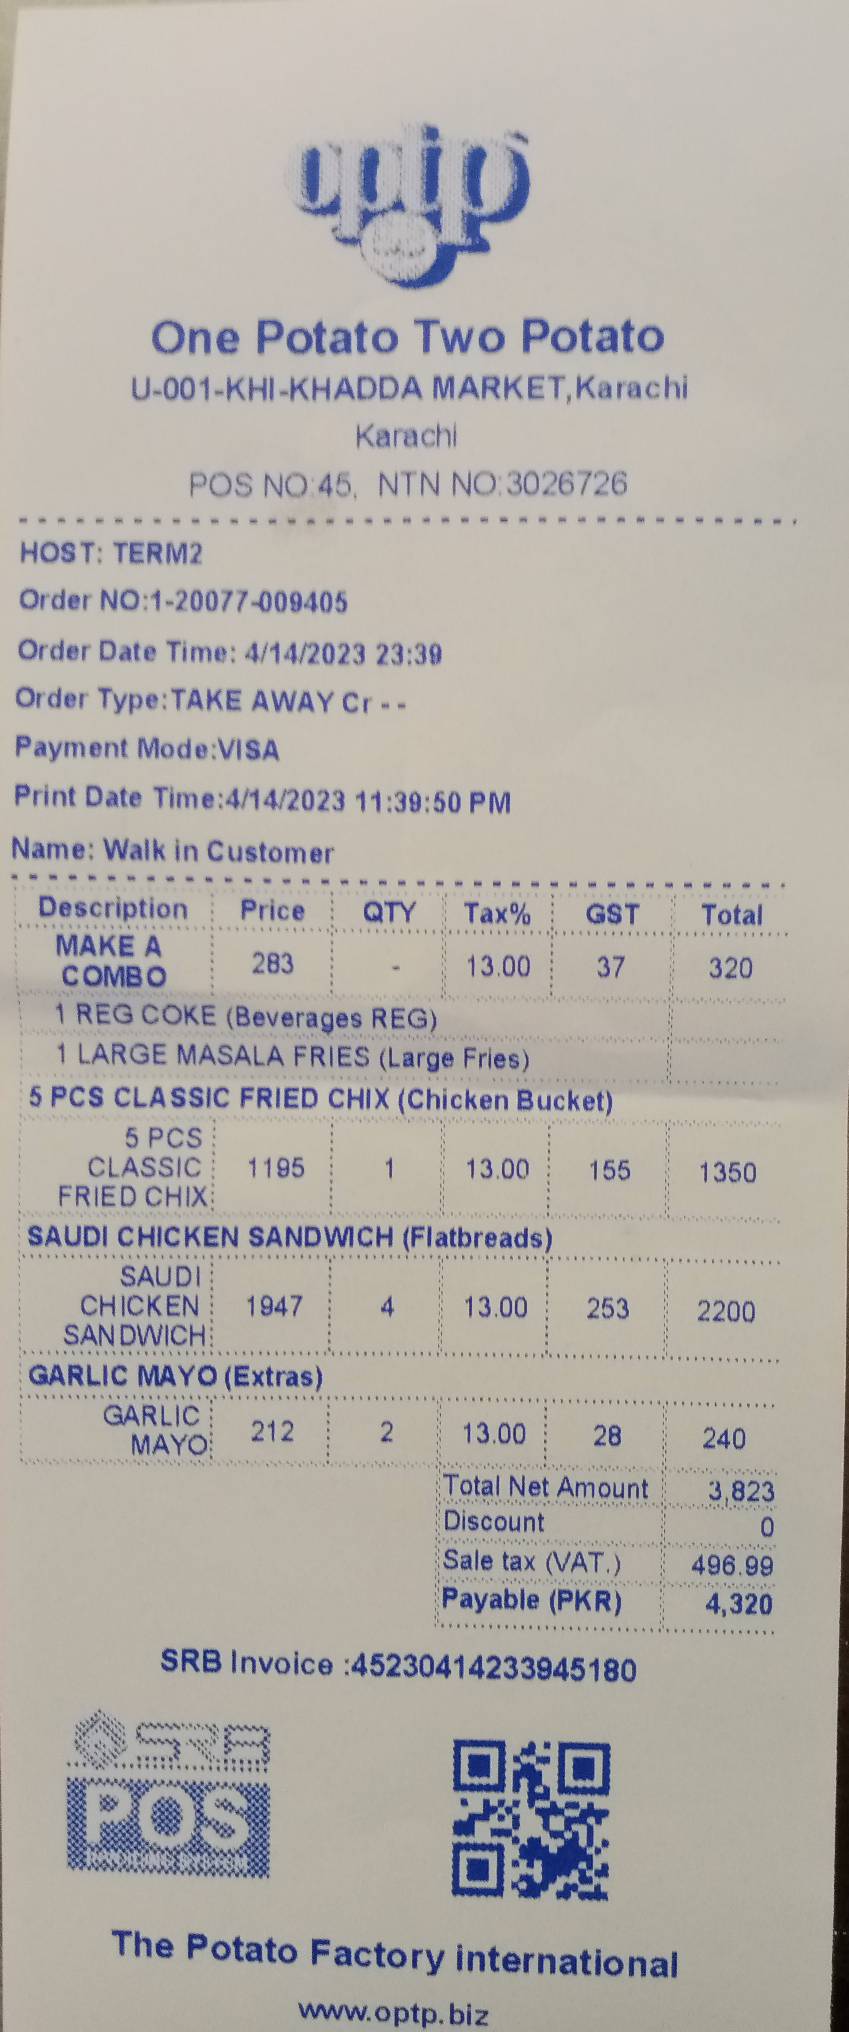 optp
One Potato Two Potato
U-001-KHI-KHADDA MARKET,Karachi
Karachi
POS NO:45, NTN NO:3026726
HOST: TERM2
Order NO:1-20077-009405
Order Date Time: 4/14/2023 23:39
Order Type:TAKE AWAY Cr - -
Payment Mode:VISA
Print Date Time:4/14/2023 11:39:50 PM
Name: Walk in Customer
Description Price QTY Tax% GST Total
MAKE A
COMBO 283 - 13.00 37 320
1 REG COKE (Beverages REG)
1 LARGE MASALA FRIES (Large Fries)
5 PCS CLASSIC FRIED CHIX (Chicken Bucket)
5 PCS
CLASSIC 1195 1 13.00 155 1350
FRIED CHIX
SAUDI CHICKEN SANDWICH (Flatbreads)
SAUDI
CHICKEN 1947 4 13.00 253 2200
SANDWICH
GARLIC MAYO (Extras)
GARLIC
MAYO 212 2 13.00 28 240
Total Net Amount 3,823
Discount 0
Sale tax (VAT.) 496.99
Payable (PKR) 4,320
SRB Invoice :45230414233945180
SRB
POS
The Potato Factory international
www.optp.biz